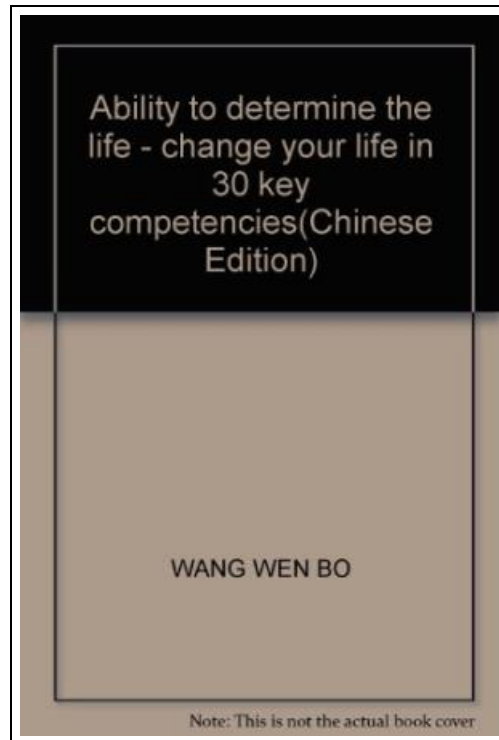 Ability to determine the
life - change your life in
30 key
competencies(Chinese
Edition)
WANG WEN BO
Note: This is not the actual book cover